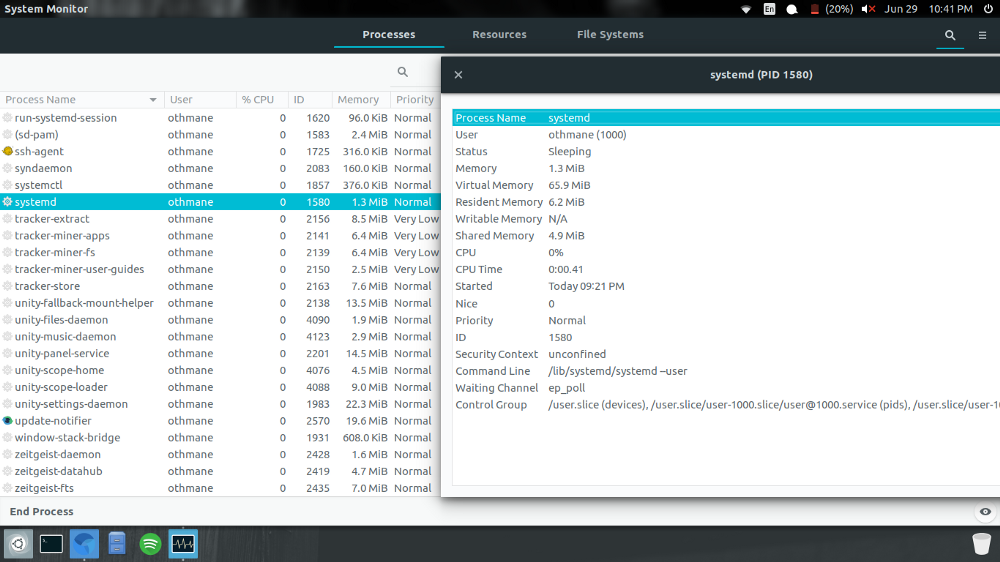 System Monitor
En
(20%)
Jun 29
10:41 PM
Processes
Resources
File Systems
systemd (PID 1580)
Process Name User % CPU ID Memory Priority
run-systemd-session othmane 0 1620 96.0 KiB Normal
(sd-pam) othmane 0 1583 2.4 MiB Normal
ssh-agent othmane 0 1725 316.0 KiB Normal
syndaemon othmane 0 2083 160.0 KiB Normal
systemctl othmane 0 1857 376.0 KiB Normal
systemd othmane 0 1580 1.3 MiB Normal
tracker-extract othmane 0 2156 8.5 MiB Very Low
tracker-miner-apps othmane 0 2141 6.4 MiB Very Low
tracker-miner-fs othmane 0 2139 6.4 MiB Very Low
tracker-miner-user-guides othmane 0 2150 2.5 MiB Very Low
tracker-store othmane 0 2163 7.6 MiB Normal
unity-fallback-mount-helper othmane 0 2138 13.5 MiB Normal
unity-files-daemon othmane 0 4090 1.9 MiB Normal
unity-music-daemon othmane 0 4123 2.9 MiB Normal
unity-panel-service othmane 0 2201 14.5 MiB Normal
unity-scope-home othmane 0 4076 4.5 MiB Normal
unity-scope-loader othmane 0 4088 9.0 MiB Normal
unity-settings-daemon othmane 0 1983 22.3 MiB Normal
update-notifier othmane 0 2570 19.6 MiB Normal
window-stack-bridge othmane 0 1931 608.0 KiB Normal
zeitgeist-daemon othmane 0 2428 1.6 MiB Normal
zeitgeist-datahub othmane 0 2419 4.7 MiB Normal
zeitgeist-fts othmane 0 2435 7.0 MiB Normal
Process Name systemd
User othmane (1000)
Status Sleeping
Memory 1.3 MiB
Virtual Memory 65.9 MiB
Resident Memory 6.2 MiB
Writable Memory N/A
Shared Memory 4.9 MiB
CPU 0%
CPU Time 0:00.41
Started Today 09:21 PM
Nice 0
Priority Normal
ID 1580
Security Context unconfined
Command Line /lib/systemd/systemd --user
Waiting Channel ep_poll
Control Group /user.slice (devices), /user.slice/user-1000.slice/user@1000.service (pids), /user.slice/user-10
End Process